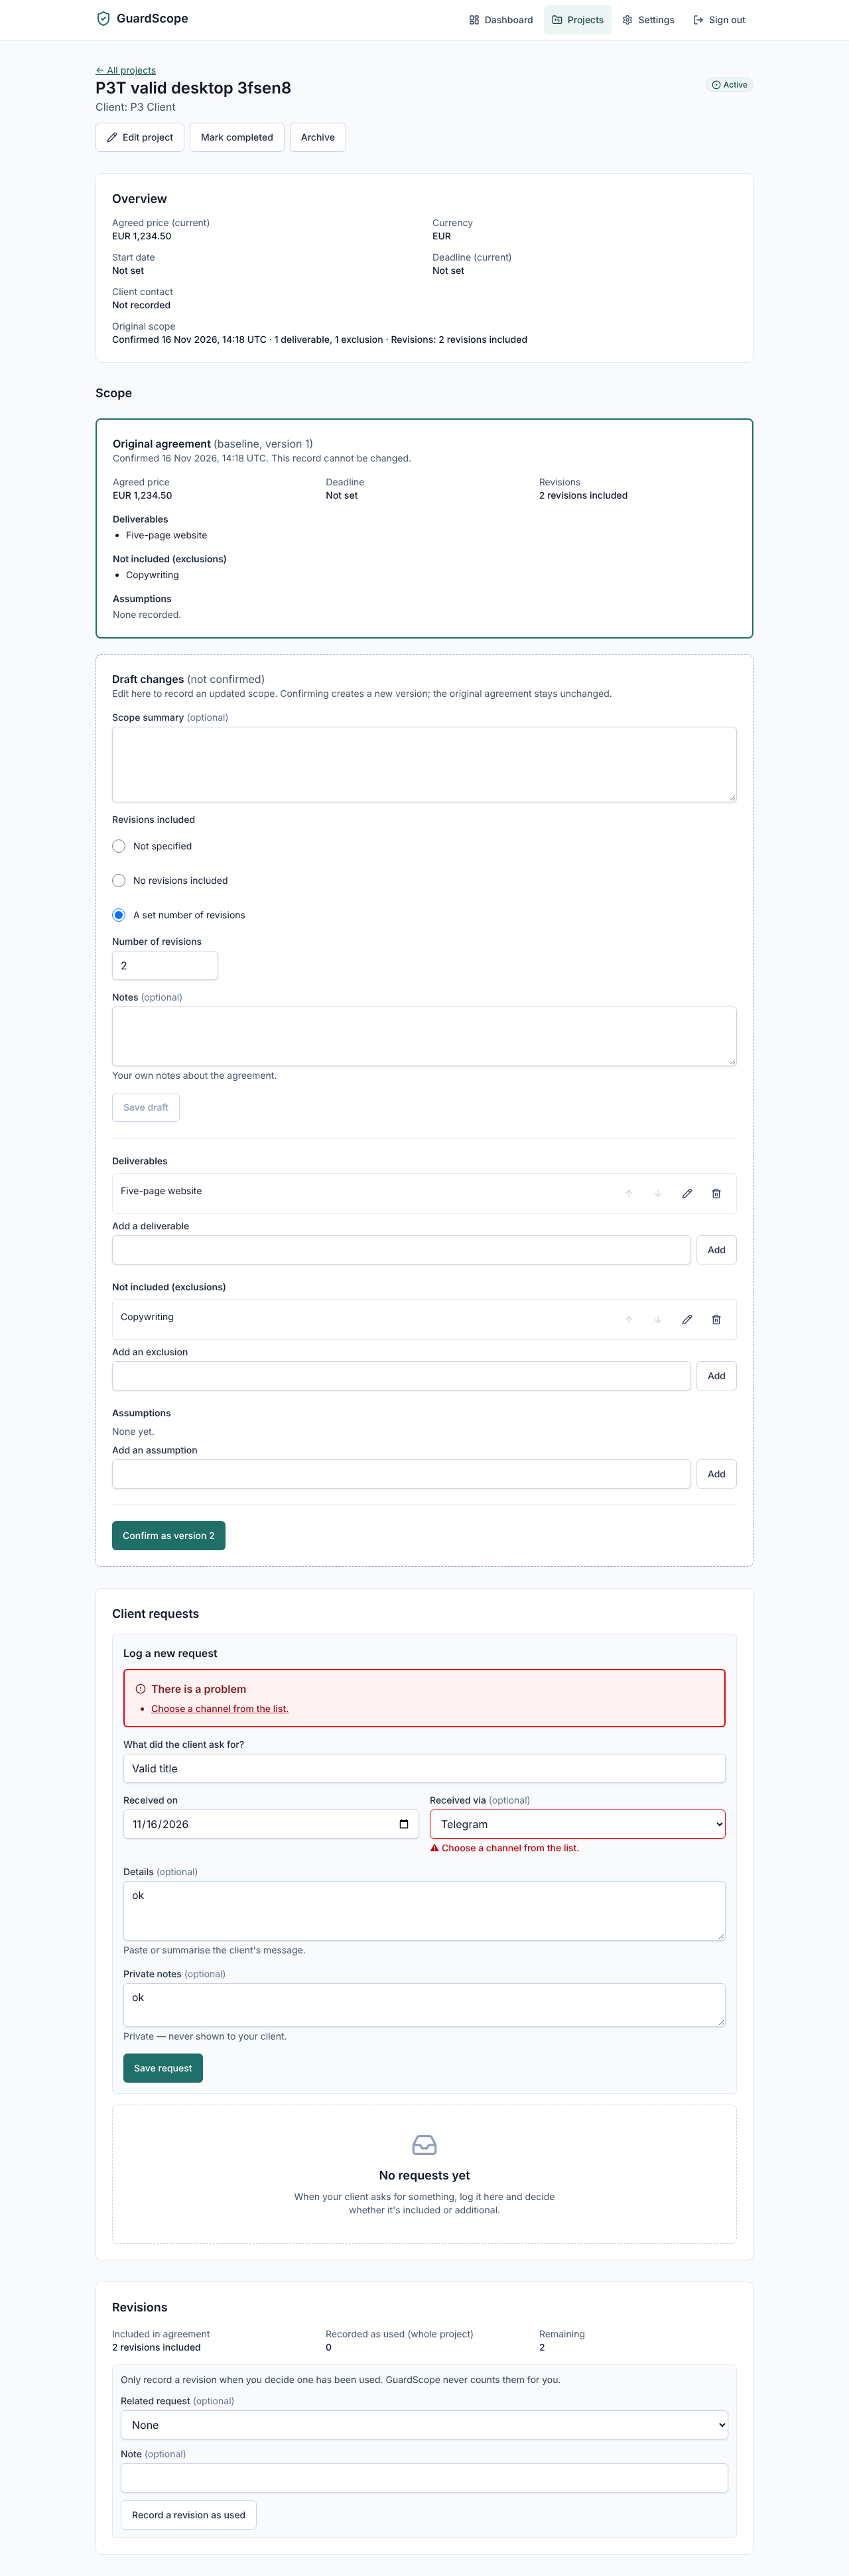 GuardScope
Dashboard
Projects
Settings
Sign out
← All projects
P3T valid desktop 3fsen8
Active
Client: P3 Client
Edit project
Mark completed
Archive
Overview
Agreed price (current)
Currency
EUR 1,234.50
EUR
Start date
Deadline (current)
Not set
Not set
Client contact
Not recorded
Original scope
Confirmed 16 Nov 2026, 14:18 UTC · 1 deliverable, 1 exclusion · Revisions: 2 revisions included
Scope
Original agreement (baseline, version 1)
Confirmed 16 Nov 2026, 14:18 UTC. This record cannot be changed.
Agreed price
Deadline
Revisions
EUR 1,234.50
Not set
2 revisions included
Deliverables
• Five-page website
Not included (exclusions)
• Copywriting
Assumptions
None recorded.
Draft changes (not confirmed)
Edit here to record an updated scope. Confirming creates a new version; the original agreement stays unchanged.
Scope summary (optional)
Revisions included
Not specified
No revisions included
A set number of revisions
Number of revisions
2
Notes (optional)
Your own notes about the agreement.
Save draft
Deliverables
Five-page website
Add a deliverable
Add
Not included (exclusions)
Copywriting
Add an exclusion
Add
Assumptions
None yet.
Add an assumption
Add
Confirm as version 2
Client requests
Log a new request
There is a problem
• Choose a channel from the list.
What did the client ask for?
Valid title
Received on
Received via (optional)
11/16/2026
Telegram
Choose a channel from the list.
Details (optional)
ok
Paste or summarise the client's message.
Private notes (optional)
ok
Private — never shown to your client.
Save request
No requests yet
When your client asks for something, log it here and decide
whether it's included or additional.
Revisions
Included in agreement
Recorded as used (whole project)
Remaining
2 revisions included
0
2
Only record a revision when you decide one has been used. GuardScope never counts them for you.
Related request (optional)
None
Note (optional)
Record a revision as used